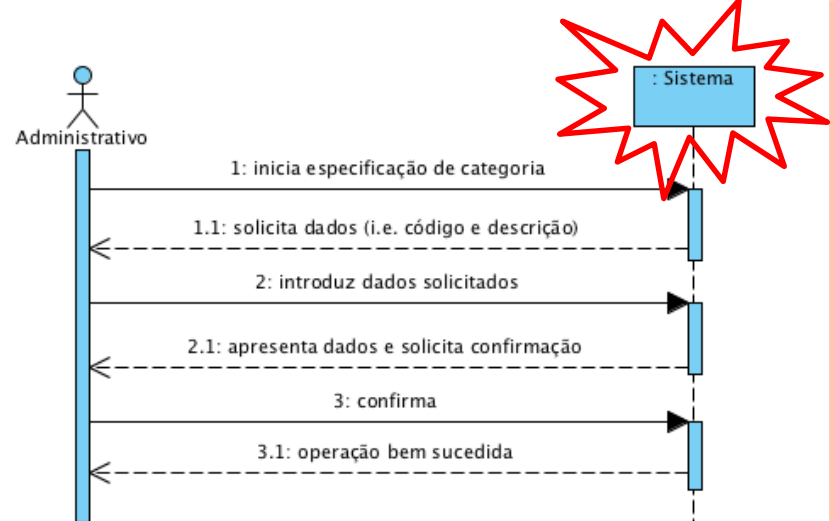 : Sistema
Administrativo
1: inicia especificação de categoria
1.1: solicita dados (i.e. código e descrição)
2: introduz dados solicitados
2.1: apresenta dados e solicita confirmação
3: confirma
3.1: operação bem sucedida